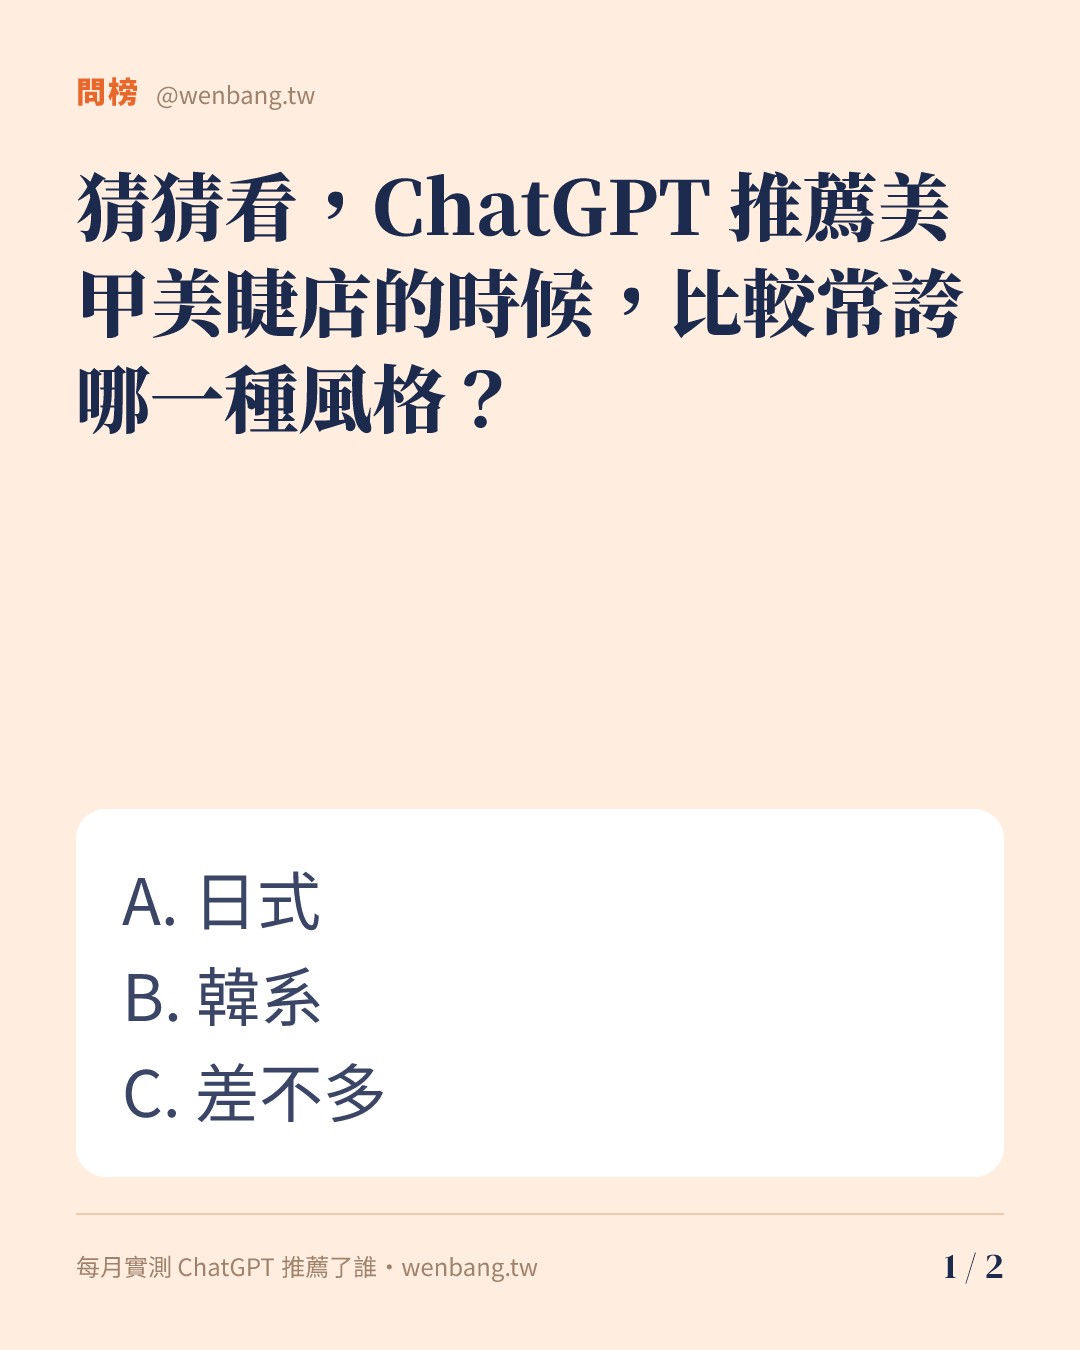 問榜 @wenbang.tw
猜猜看，ChatGPT 推薦美
甲美睫店的時候，比較常誇
哪一種風格？
A. 日式
B. 韓系
C. 差不多
每月實測 ChatGPT 推薦了誰・wenbang.tw
1 / 2